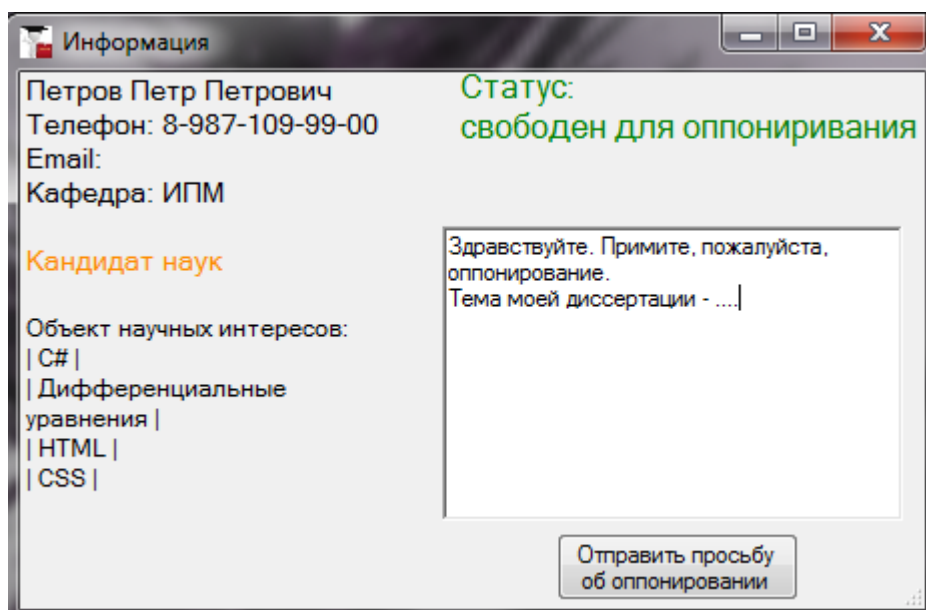 Информация
Петров Петр Петрович
Телефон: 8-987-109-99-00
Email:
Кафедра: ИПМ
Кандидат наук
Объект научных интересов:
| C# |
| Дифференциальные
уравнения |
| HTML |
| CSS |
Статус:
свободен для оппониривания
Здравствуйте. Примите, пожалуйста,
оппонирование.
Тема моей диссертации - ....
Отправить просьбу
об оппонировании